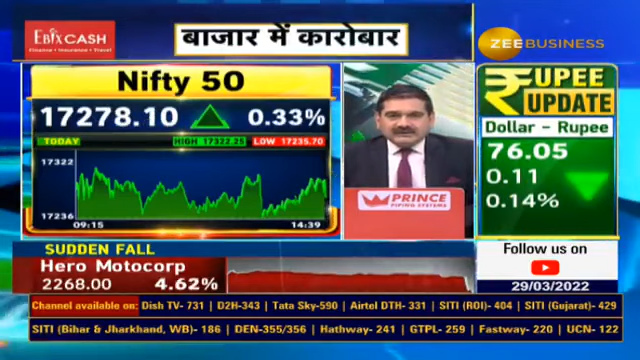 EBIXCASH
Finance • Insurance • Travel
बाजार में कारोबार
ZEEBUSINESS
Nifty 50
17278.10 0.33%
TODAY HIGH 17322.25 LOW 17235.70
17322
17236
09:15 14:39
PRINCE
PIPING SYSTEMS
₹UPEE
UPDATE
Dollar – Rupee
76.05
0.11
0.14%
SUDDEN FALL
Hero Motocorp
2268.00 4.62%
Follow us on
29/03/2022
Channel available on: Dish TV- 731 | D2H-343 | Tata Sky-590 | Airtel DTH- 331 | SITI (ROI)- 404 | SITI (Gujarat)- 429
SITI (Bihar & Jharkhand, WB)- 186 | DEN-355/356 | Hathway- 241 | GTPL- 259 | Fastway- 220 | UCN- 122